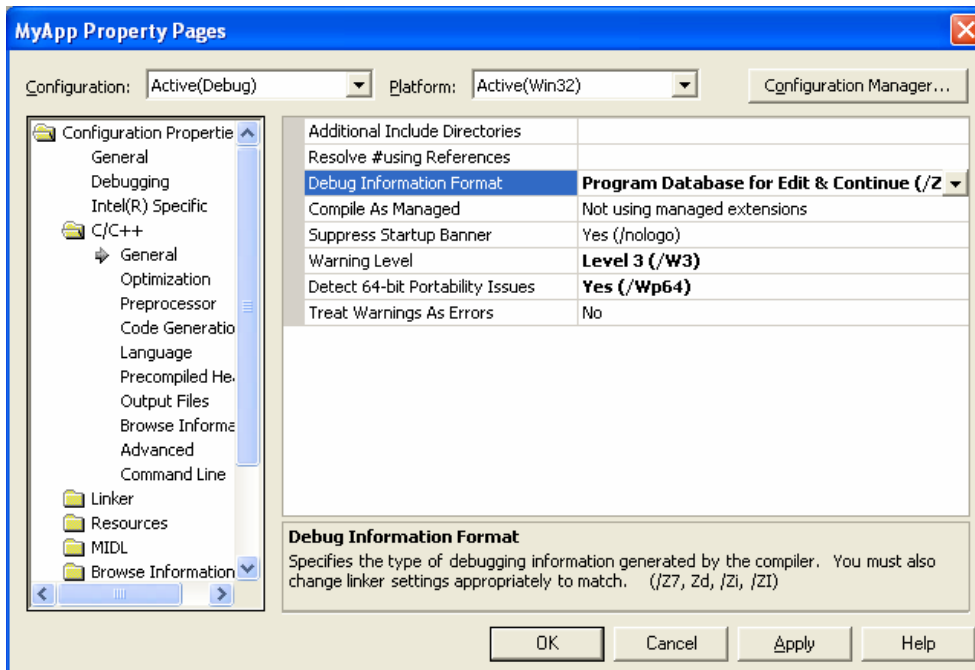 MyApp Property Pages
Configuration: Active(Debug) Platform: Active(Win32) Configuration Manager...
Configuration Propertie
General
Debugging
Intel(R) Specific
C/C++
General
Optimization
Preprocessor
Code Generatio
Language
Precompiled He
Output Files
Browse Informa
Advanced
Command Line
Linker
Resources
MIDL
Browse Information
Additional Include Directories
Resolve #using References
Debug Information Format Program Database for Edit & Continue (/Z
Compile As Managed Not using managed extensions
Suppress Startup Banner Yes (/nologo)
Warning Level Level 3 (/W3)
Detect 64-bit Portability Issues Yes (/Wp64)
Treat Warnings As Errors No
Debug Information Format
Specifies the type of debugging information generated by the compiler. You must also
change linker settings appropriately to match. (/Z7, Zd, /Zi, /ZI)
OK Cancel Apply Help